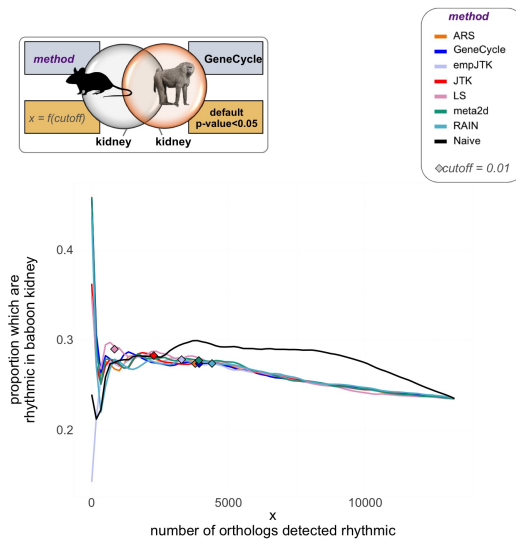 method
GeneCycle
x = f(cutoff)
default
p-value<0.05
kidney
kidney
method
ARS
GeneCycle
empJTK
JTK
LS
meta2d
RAIN
Naive
cutoff = 0.01
proportion which are
rhythmic in baboon kidney
0.4
0.3
0.2
0
5000
10000
x
number of orthologs detected rhythmic